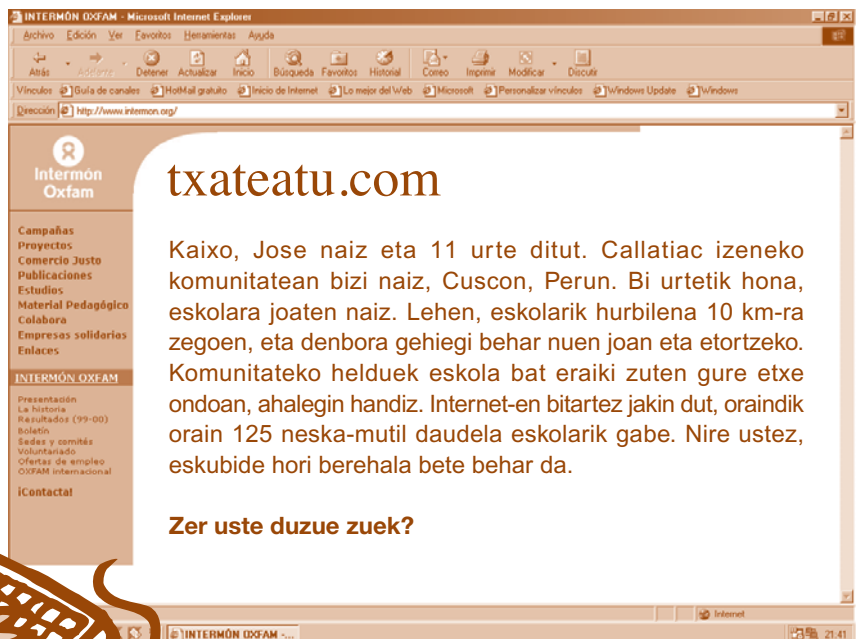 INTERMÓN OXFAM - Microsoft Internet Explorer
Archivo Edición Ver Favoritos Herramientas Ayuda
Atrás Adelante Detener Actualizar Inicio Búsqueda Favoritos Historial Correo Imprimir Modificar Discutir
Vínculos Guía de canales HotMail gratuito Inicio de Internet Lo mejor del Web Microsoft Personalizar vínculos Windows Update Windows
Dirección http://www.intermon.org/
Intermón
Oxfam
Campañas
Proyectos
Comercio Justo
Publicaciones
Estudios
Material Pedagógico
Colabora
Empresas solidarias
Enlaces
INTERMÓN OXFAM
Presentación
La historia
Resultados (99-00)
Boletín
Sedes y comités
Voluntariado
Ofertas de empleo
OXFAM internacional
¡Contacta!
txateatu.com
Kaixo, Jose naiz eta 11 urte ditut. Callatiac izeneko
komunitatean bizi naiz, Cuscon, Perun. Bi urtetik hona,
eskolara joaten naiz. Lehen, eskolarik hurbilena 10 km-ra
zegoen, eta denbora gehiegi behar nuen joan eta etortzeko.
Komunitateko helduek eskola bat eraiki zuten gure etxe
ondoan, ahalegin handiz. Internet-en bitartez jakin dut, oraindik
orain 125 neska-mutil daudela eskolarik gabe. Nire ustez,
eskubide hori berehala bete behar da.
Zer uste duzue zuek?
Internet
INTERMÓN OXFAM -...
21:41